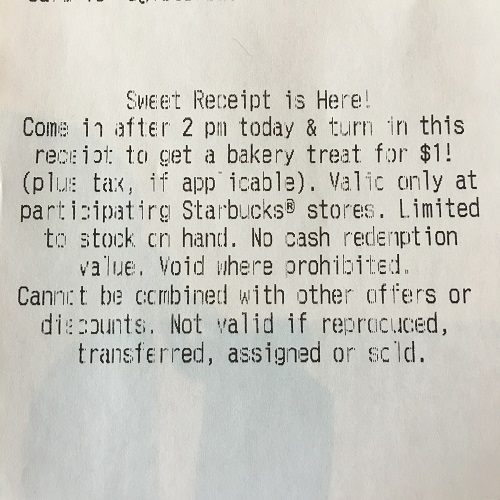 Sweet Receipt is Here!
Come in after 2 pm today & turn in this
receipt to get a bakery treat for $1!
(plus tax, if applicable). Valid only at
participating Starbucks® stores. Limited
to stock on hand. No cash redemption
value. Void where prohibited.
Cannot be combined with other offers or
discounts. Not valid if reproduced,
transferred, assigned or sold.